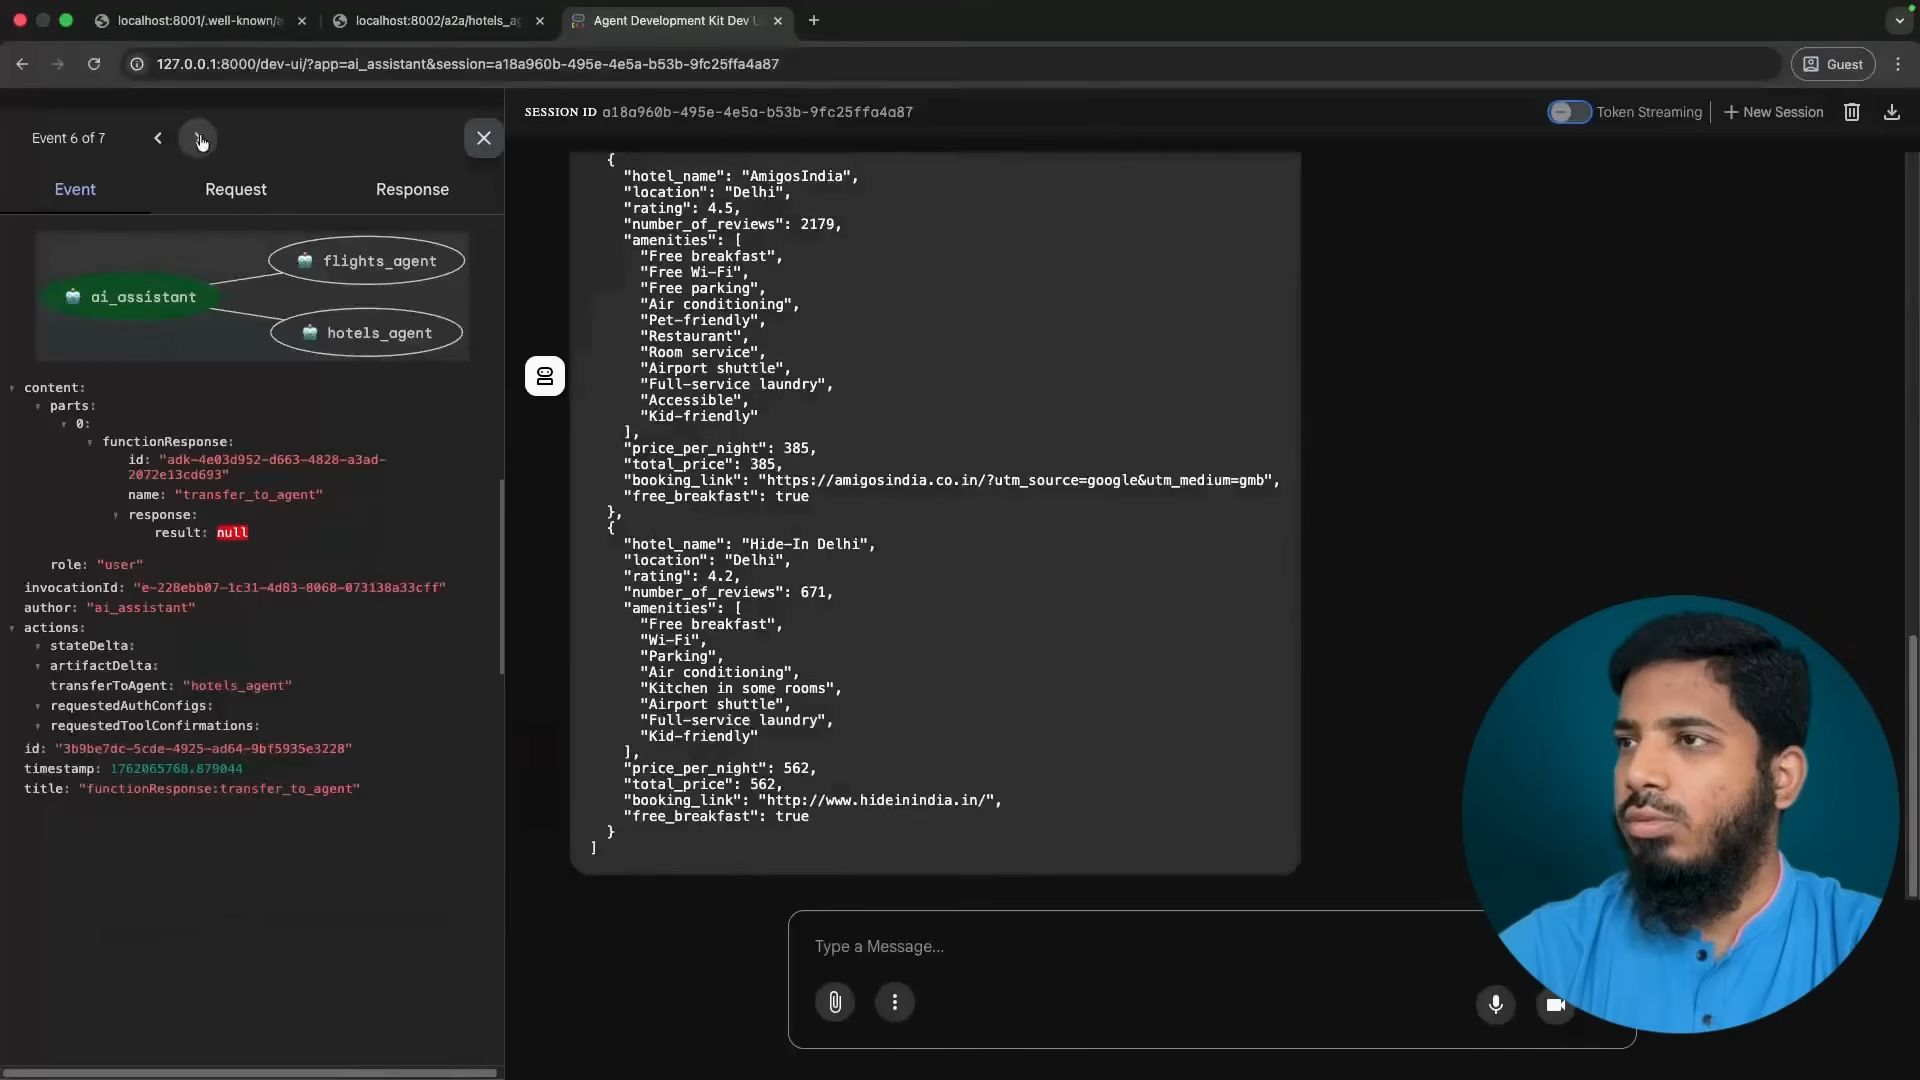 localhost:8001/.well-known/a
localhost:8002/a2a/hotels_ag
Agent Development Kit Dev U
127.0.0.1:8000/dev-ui/?app=ai_assistant&session=a18a960b-495e-4e5a-b53b-9fc25ffa4a87
Guest
Event 6 of 7
SESSION ID a18a960b-495e-4e5a-b53b-9fc25ffa4a87
Token Streaming
New Session
Event
Request
Response
flights_agent
ai_assistant
hotels_agent
content:
parts:
0:
functionResponse:
id: "adk-4e03d952-d663-4828-a3ad-
2072e13cd693"
name: "transfer_to_agent"
response:
result: null
role: "user"
invocationId: "e-228ebb07-1c31-4d83-8068-073138a33cff"
author: "ai_assistant"
actions:
stateDelta:
artifactDelta:
transferToAgent: "hotels_agent"
requestedAuthConfigs:
requestedToolConfirmations:
id: "3b9be7dc-5cde-4925-ad64-9bf5935e3228"
timestamp: 1762065768.879044
title: "functionResponse:transfer_to_agent"
{
"hotel_name": "AmigosIndia",
"location": "Delhi",
"rating": 4.5,
"number_of_reviews": 2179,
"amenities": [
"Free breakfast",
"Free Wi-Fi",
"Free parking",
"Air conditioning",
"Pet-friendly",
"Restaurant",
"Room service",
"Airport shuttle",
"Full-service laundry",
"Accessible",
"Kid-friendly"
],
"price_per_night": 385,
"total_price": 385,
"booking_link": "https://amigosindia.co.in/?utm_source=google&utm_medium=gmb",
"free_breakfast": true
},
{
"hotel_name": "Hide-In Delhi",
"location": "Delhi",
"rating": 4.2,
"number_of_reviews": 671,
"amenities": [
"Free breakfast",
"Wi-Fi",
"Parking",
"Air conditioning",
"Kitchen in some rooms",
"Airport shuttle",
"Full-service laundry",
"Kid-friendly"
],
"price_per_night": 562,
"total_price": 562,
"booking_link": "http://www.hideinindia.in/",
"free_breakfast": true
}
]
Type a Message...